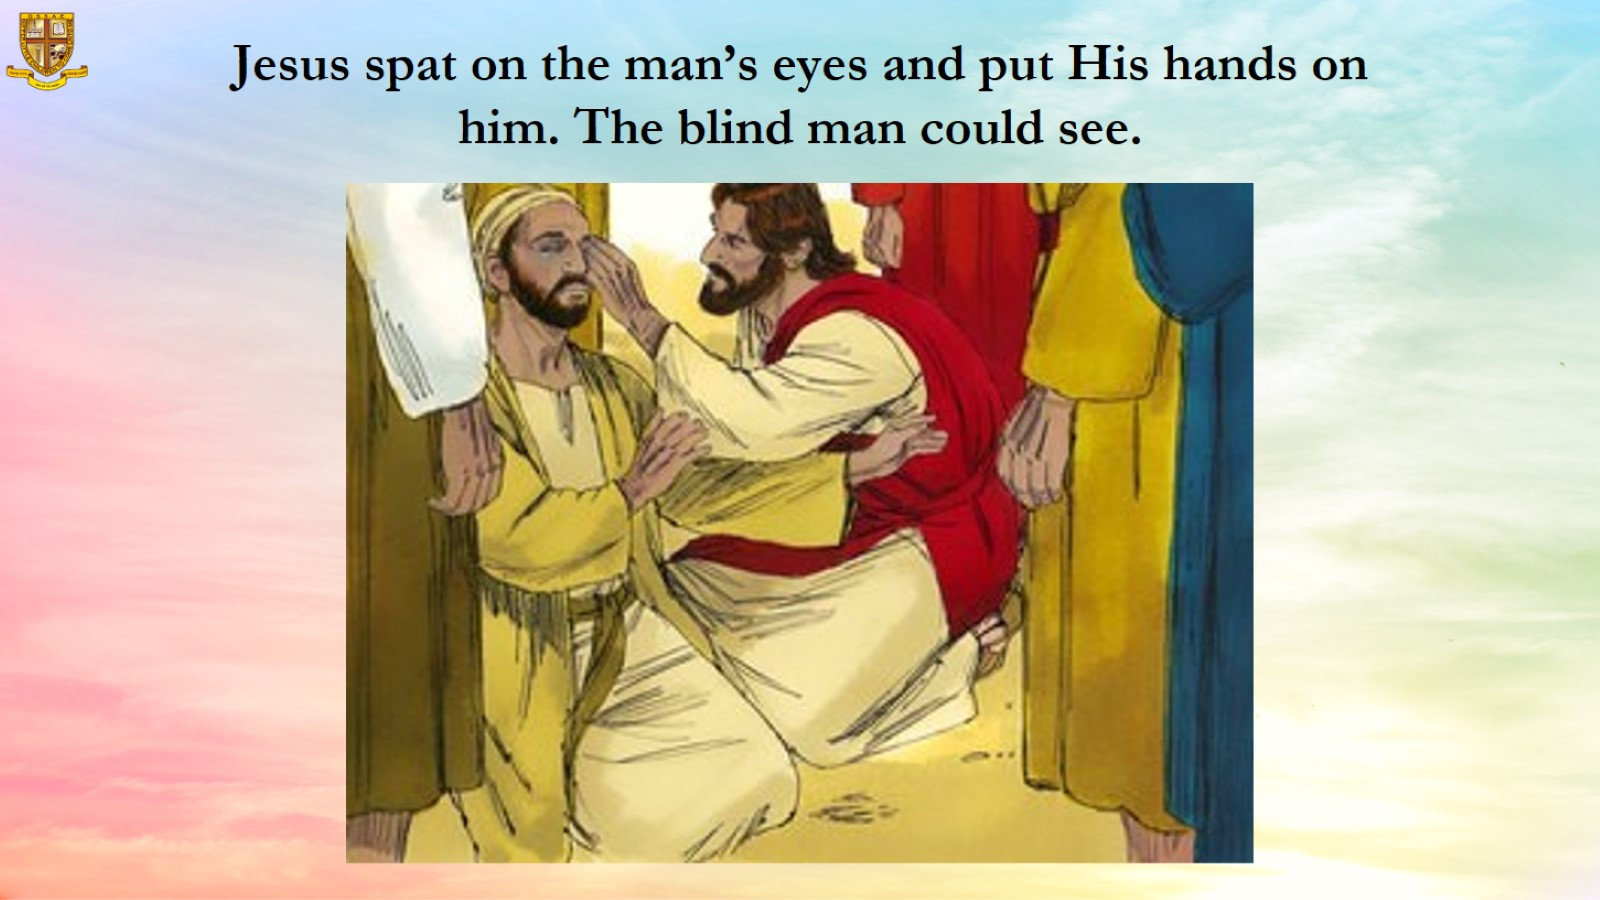 Jesus spat on the man’s eyes and put His hands on
him. The blind man could see.